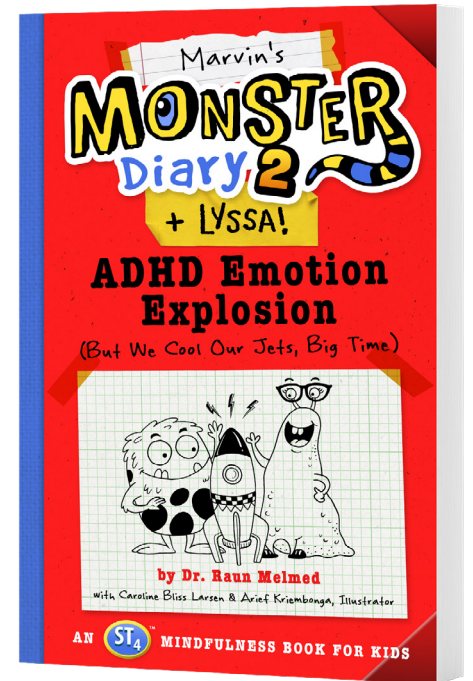 Marvin's
MONSTER
Diary 2
+ LYSSA!
ADHD Emotion
Explosion
(But We Cool Our Jets, Big Time)
by Dr. Raun Melmed
with Caroline Bliss Larsen & Arief Kriembonga, Illustrator
AN ST4™ MINDFULNESS BOOK FOR KIDS